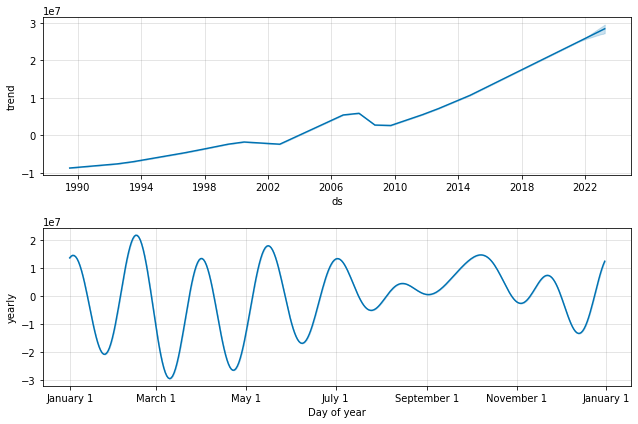 1e7
3
2
1
0
−1
trend
1990
1994
1998
2002
2006
2010
2014
2018
2022
ds
1e7
2
1
0
−1
−2
−3
yearly
January 1
March 1
May 1
July 1
September 1
November 1
January 1
Day of year